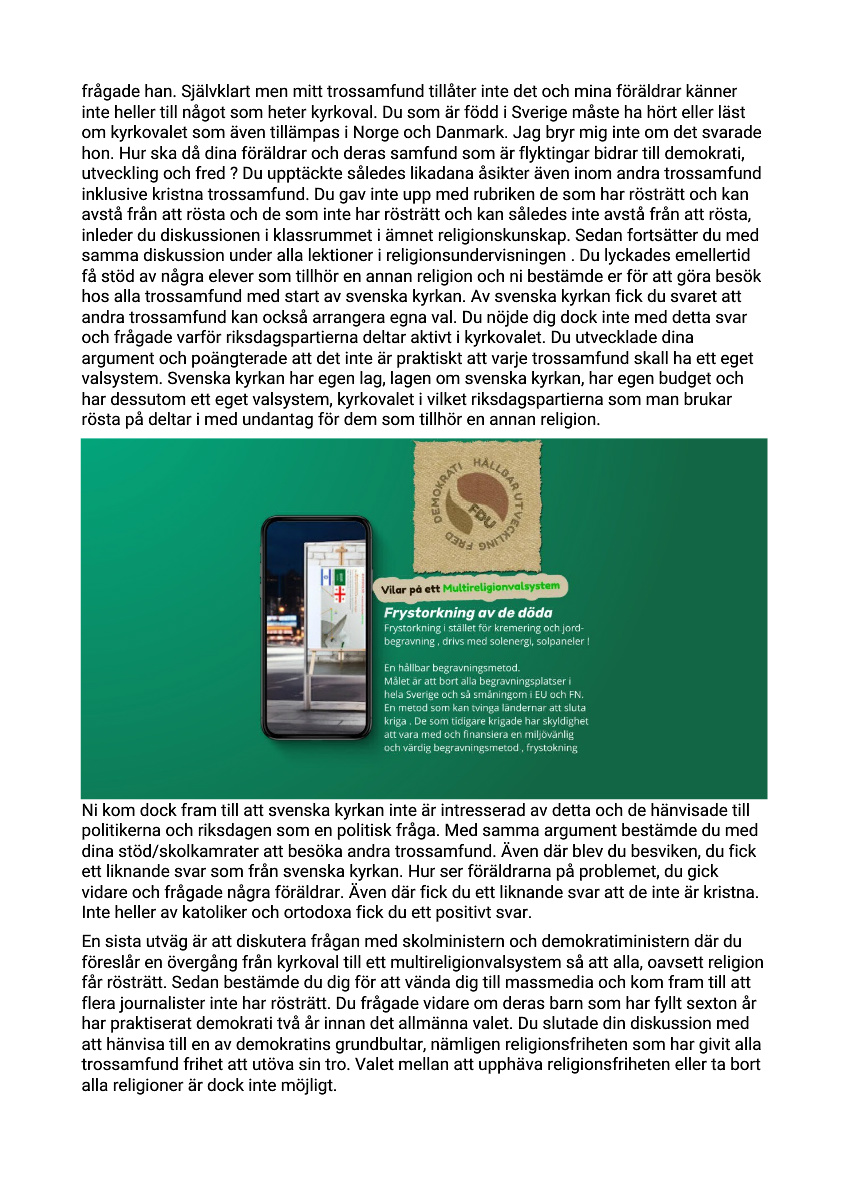 frågade han. Självklart men mitt trossamfund tillåter inte det och mina föräldrar känner
inte heller till något som heter kyrkoval. Du som är född i Sverige måste ha hört eller läst
om kyrkovalet som även tillämpas i Norge och Danmark. Jag bryr mig inte om det svarade
hon. Hur ska då dina föräldrar och deras samfund som är flyktingar bidrar till demokrati,
utveckling och fred ? Du upptäckte således likadana åsikter även inom andra trossamfund
inklusive kristna trossamfund. Du gav inte upp med rubriken de som har rösträtt och kan
avstå från att rösta och de som inte har rösträtt och kan således inte avstå från att rösta,
inleder du diskussionen i klassrummet i ämnet religionskunskap. Sedan fortsätter du med
samma diskussion under alla lektioner i religionsundervisningen . Du lyckades emellertid
få stöd av några elever som tillhör en annan religion och ni bestämde er för att göra besök
hos alla trossamfund med start av svenska kyrkan. Av svenska kyrkan fick du svaret att
andra trossamfund kan också arrangera egna val. Du nöjde dig dock inte med detta svar
och frågade varför riksdagspartierna deltar aktivt i kyrkovalet. Du utvecklade dina
argument och poängterade att det inte är praktiskt att varje trossamfund skall ha ett eget
valsystem. Svenska kyrkan har egen lag, lagen om svenska kyrkan, har egen budget och
har dessutom ett eget valsystem, kyrkovalet i vilket riksdagspartierna som man brukar
rösta på deltar i med undantag för dem som tillhör en annan religion.
DEMOKRATI HÅLLBAR UTVECKLING FRED
FDU
Vilar på ett Multireligionvalsystem
Frystorkning av de döda
Frystorkning i stället för kremering och jord-
begravning , drivs med solenergi, solpaneler !
En hållbar begravningsmetod.
Målet är att bort alla begravningsplatser i
hela Sverige och så småningom i EU och FN.
En metod som kan tvinga ländernar att sluta
kriga . De som tidigare krigade har skyldighet
att vara med och finansiera en miljövänlig
och värdig begravningsmetod , frystokning
Ni kom dock fram till att svenska kyrkan inte är intresserad av detta och de hänvisade till
politikerna och riksdagen som en politisk fråga. Med samma argument bestämde du med
dina stöd/skolkamrater att besöka andra trossamfund. Även där blev du besviken, du fick
ett liknande svar som från svenska kyrkan. Hur ser föräldrarna på problemet, du gick
vidare och frågade några föräldrar. Även där fick du ett liknande svar att de inte är kristna.
Inte heller av katoliker och ortodoxa fick du ett positivt svar.
En sista utväg är att diskutera frågan med skolministern och demokratiministern där du
föreslår en övergång från kyrkoval till ett multireligionvalsystem så att alla, oavsett religion
får rösträtt. Sedan bestämde du dig för att vända dig till massmedia och kom fram till att
flera journalister inte har rösträtt. Du frågade vidare om deras barn som har fyllt sexton år
har praktiserat demokrati två år innan det allmänna valet. Du slutade din diskussion med
att hänvisa till en av demokratins grundbultar, nämligen religionsfriheten som har givit alla
trossamfund frihet att utöva sin tro. Valet mellan att upphäva religionsfriheten eller ta bort
alla religioner är dock inte möjligt.